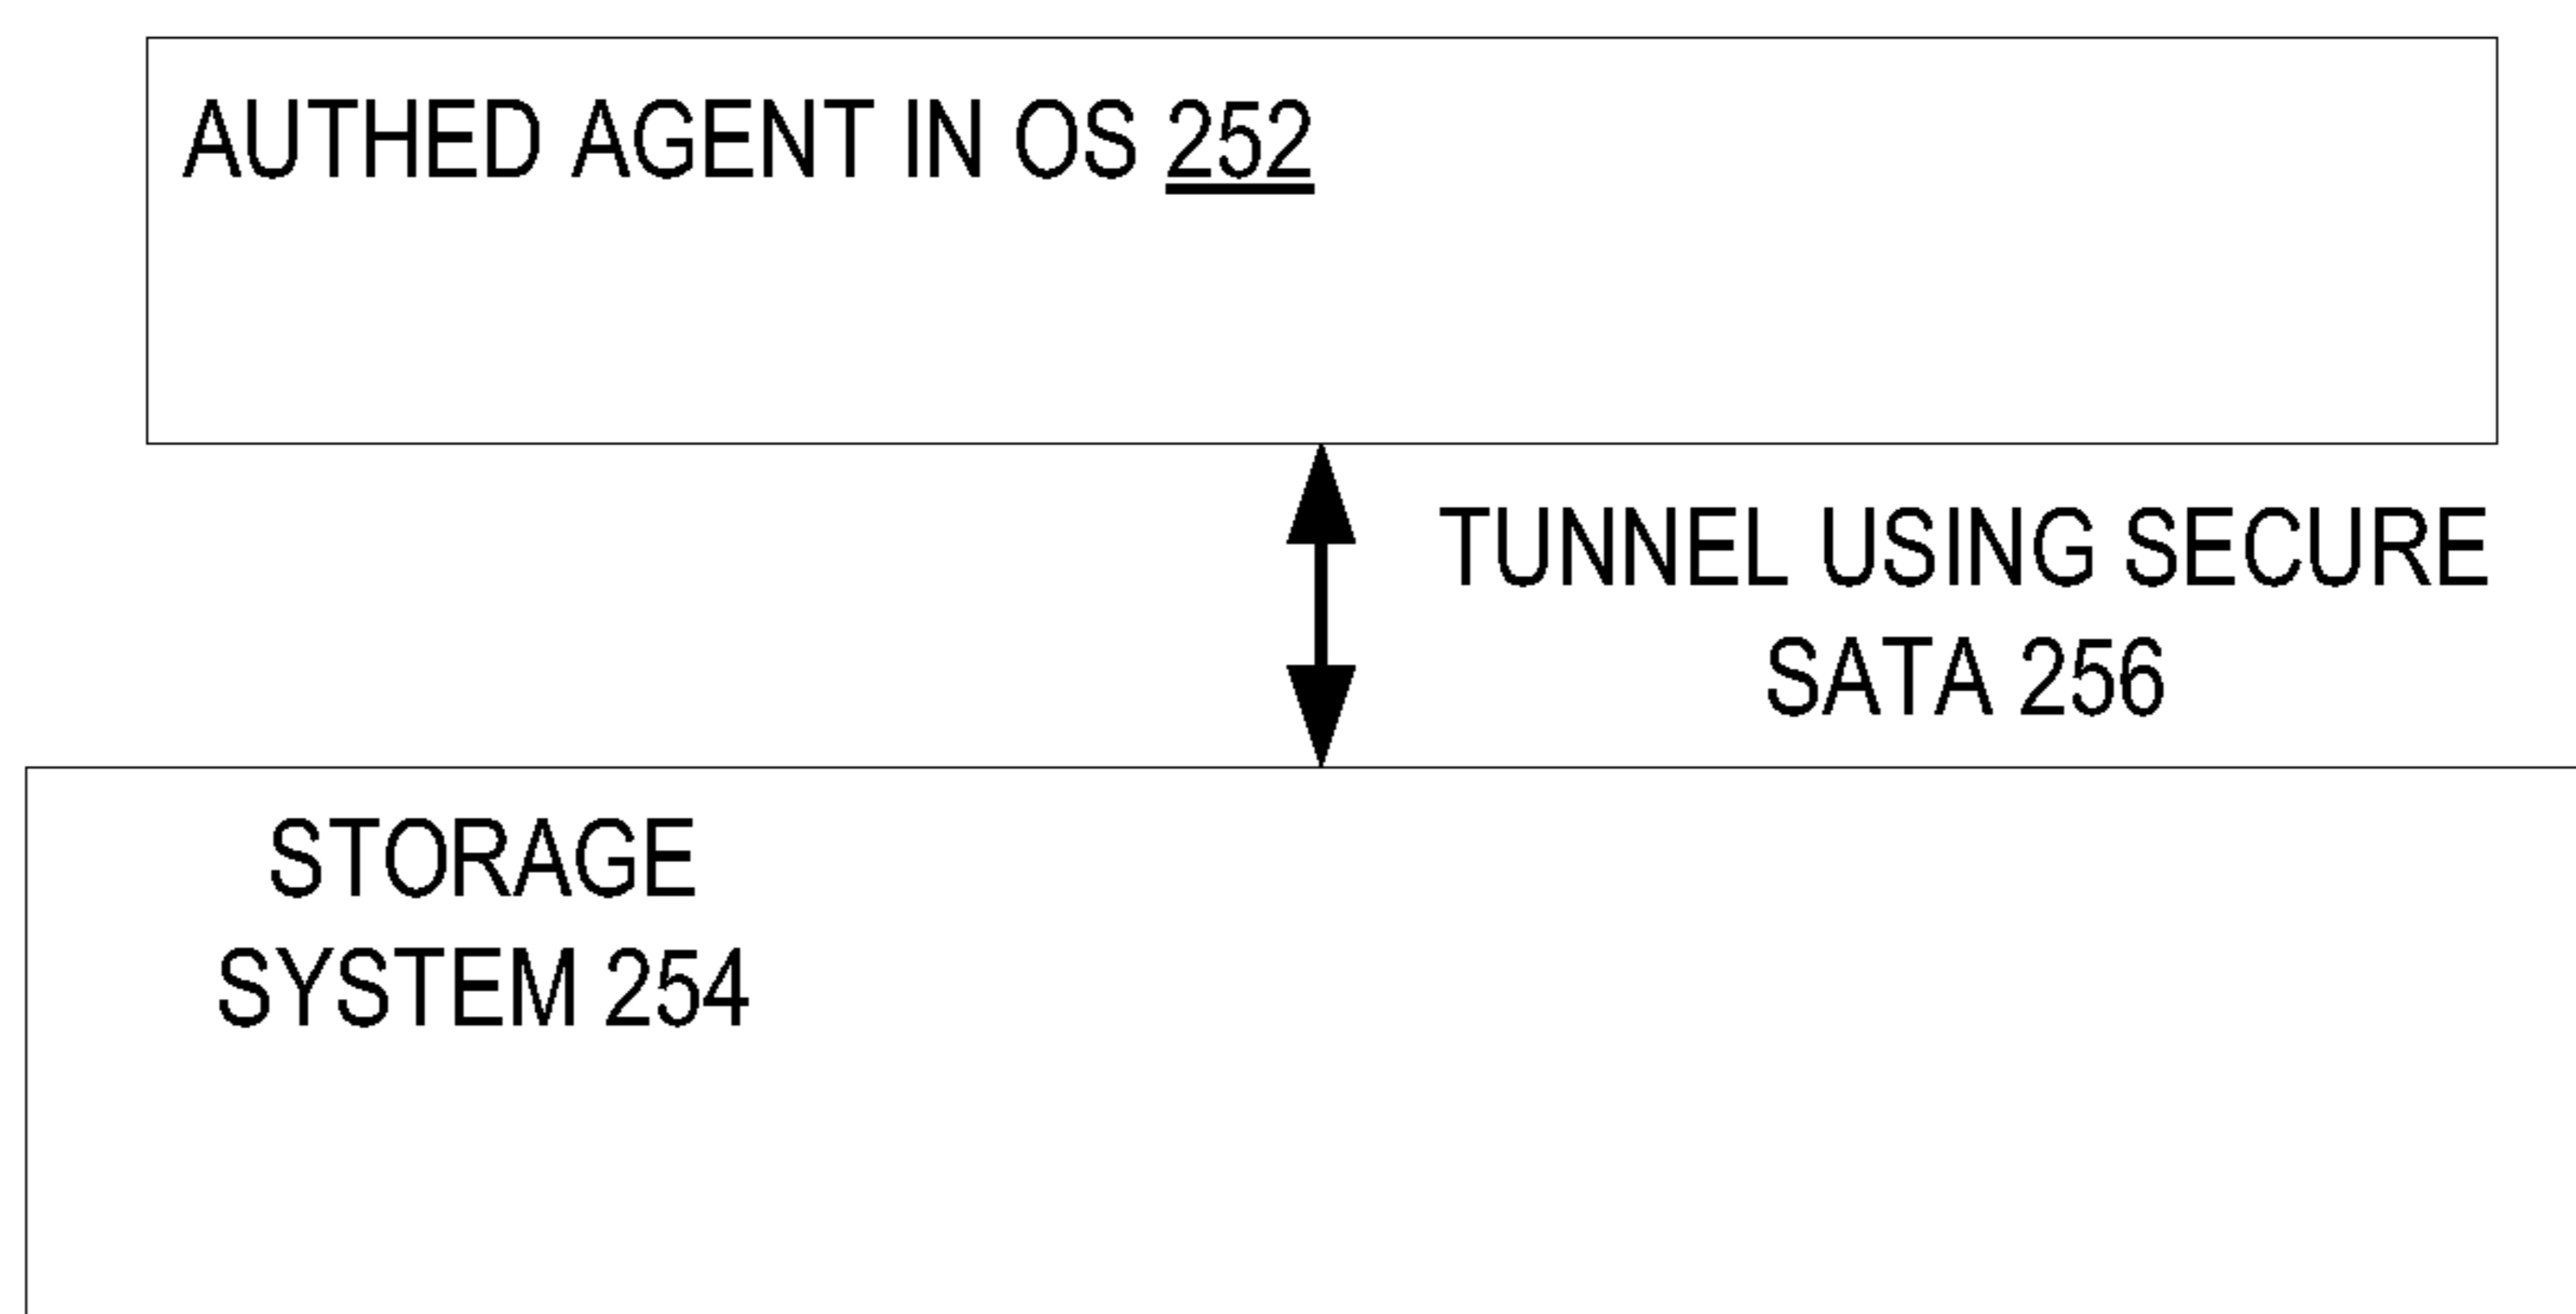 AUTHED AGENT IN OS 252
TUNNEL USING SECURE
SATA 256
STORAGE
SYSTEM 254